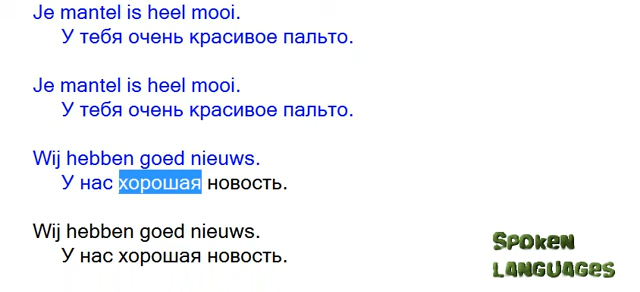 Je mantel is heel mooi.
У тебя очень красивое пальто.
Je mantel is heel mooi.
У тебя очень красивое пальто.
Wij hebben goed nieuws.
У нас хорошая новость.
Wij hebben goed nieuws.
У нас хорошая новость.
Spoken
Languages